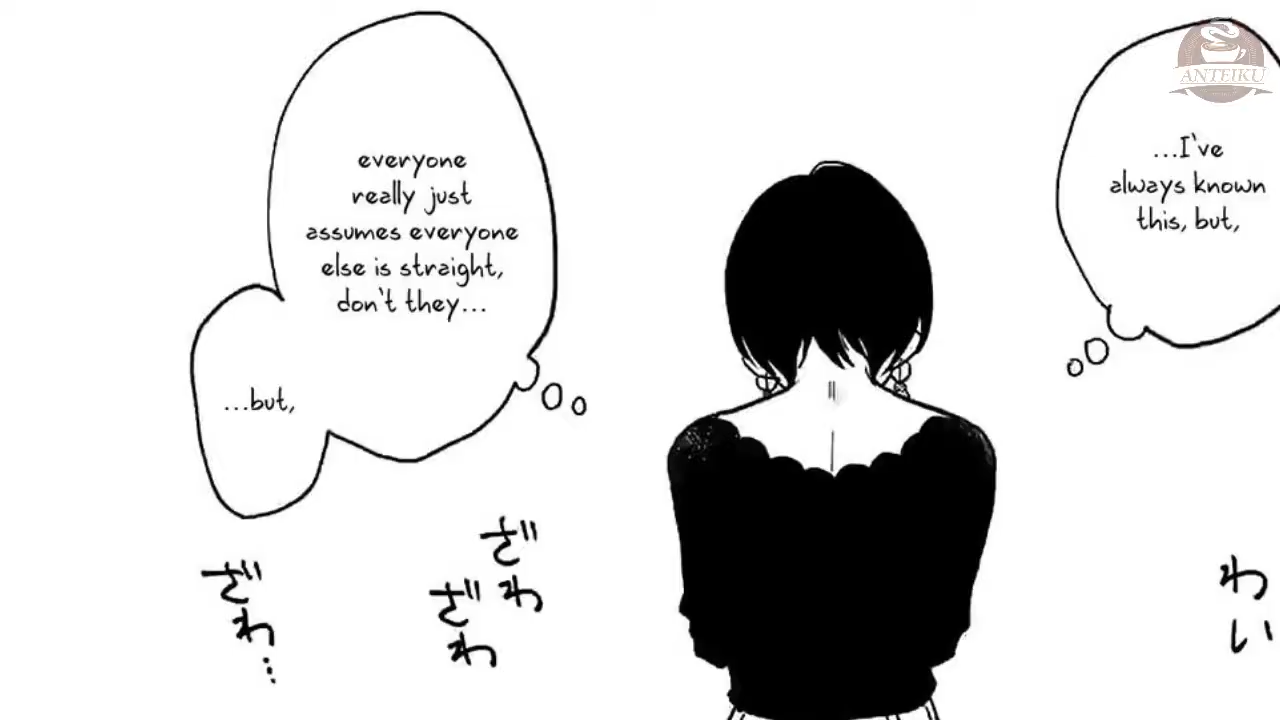 ...I've
always known
this, but,
everyone
really just
assumes everyone
else is straight,
don't they...
...but,
わい
ざわ
ざわ
ざわ...
ANTEIKU